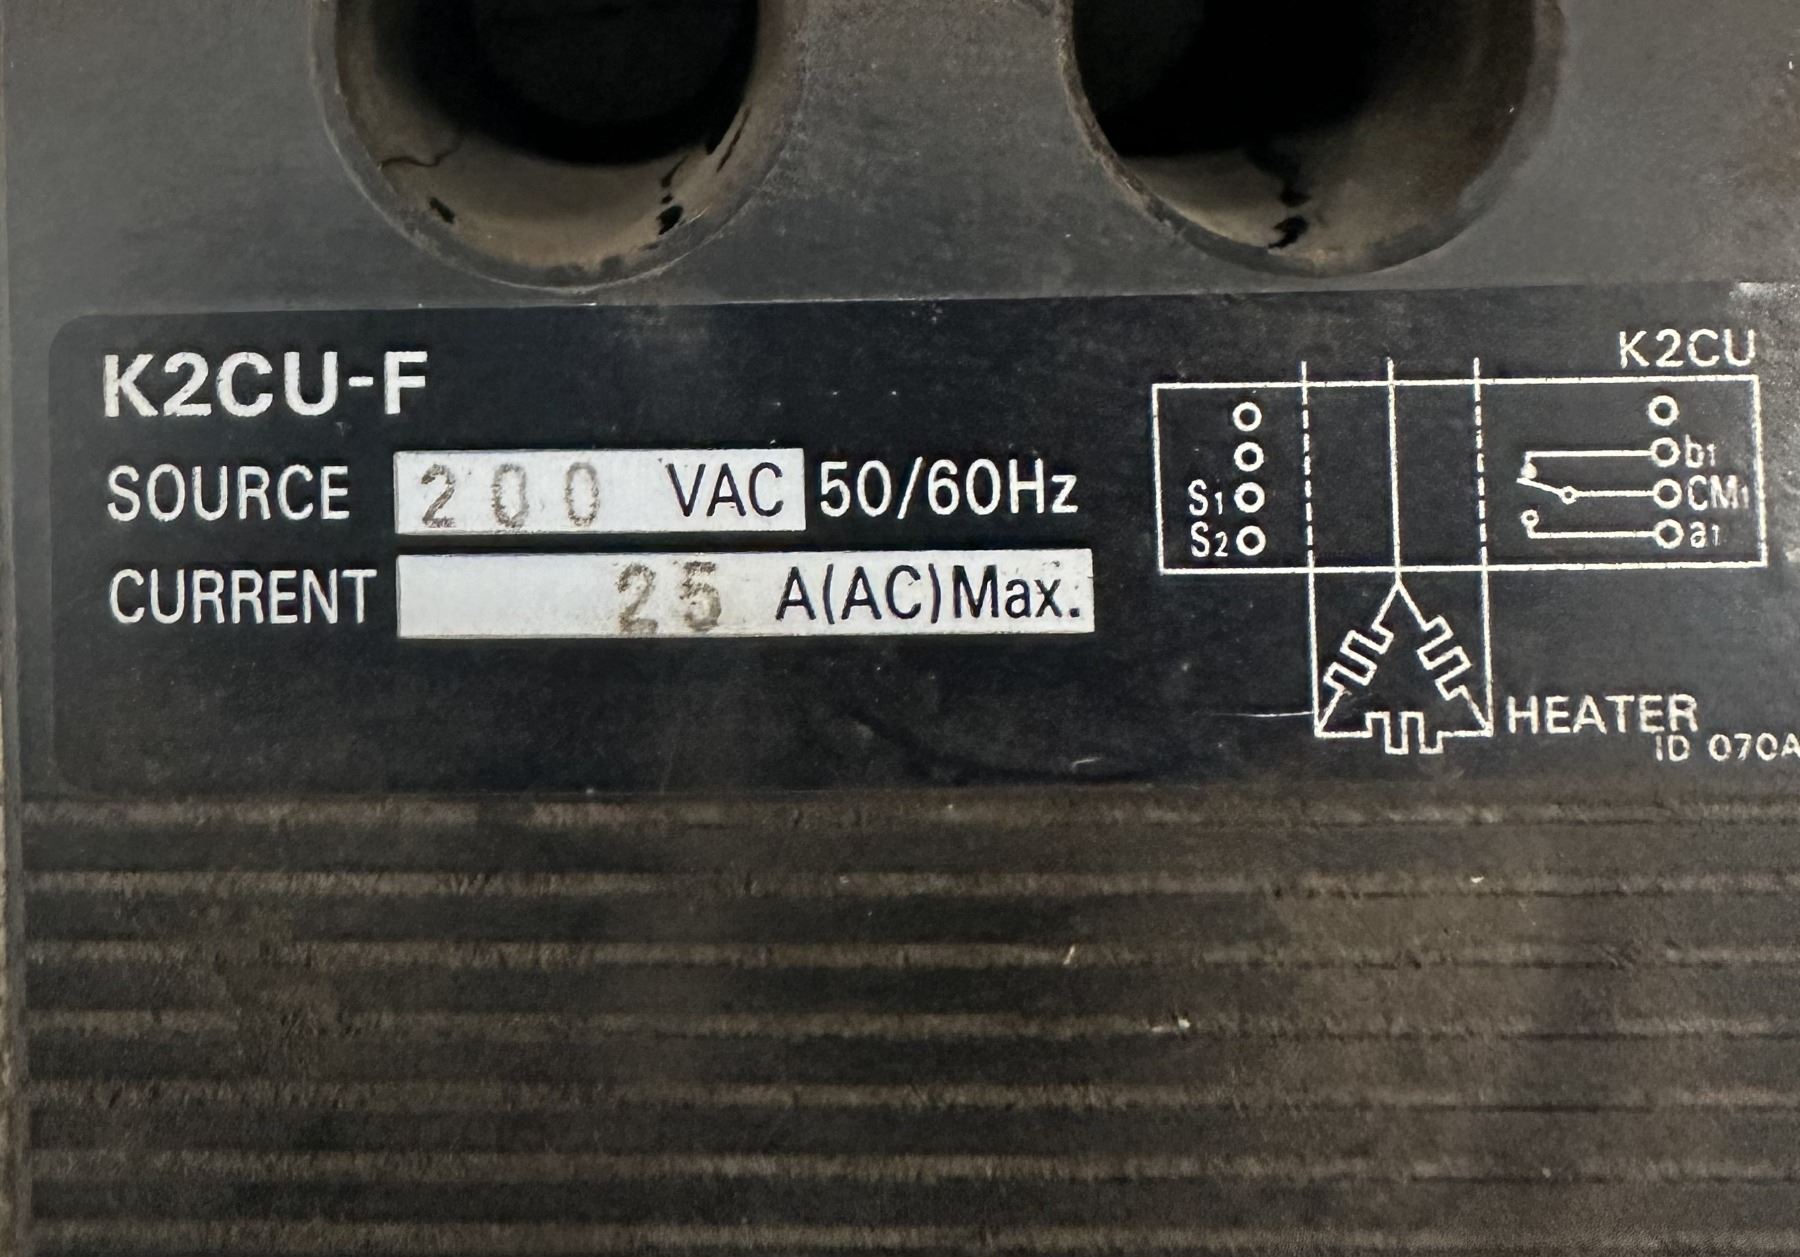 K2CU-F
SOURCE 200 VAC 50/60Hz
CURRENT 25 A(AC)Max.
K2CU
b1
S1
CM1
S2
a1
HEATER
ID 070A